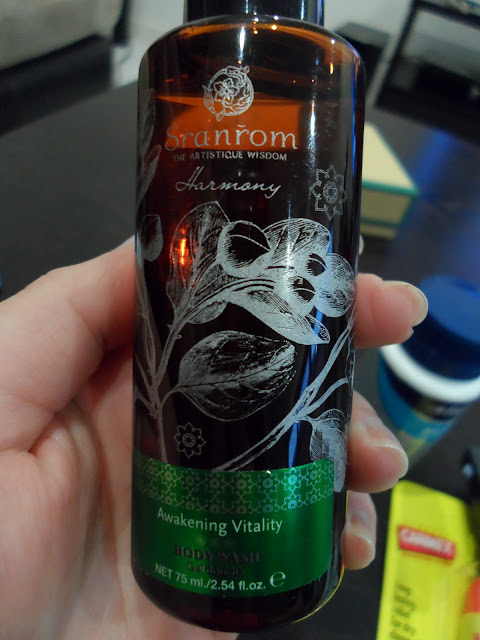 Sranrom
THE ARTISTIQUE WISDOM
Harmony
Awakening Vitality
BODY WASH
NET 75 ml./2.54 fl.oz. ℮
CARMEX